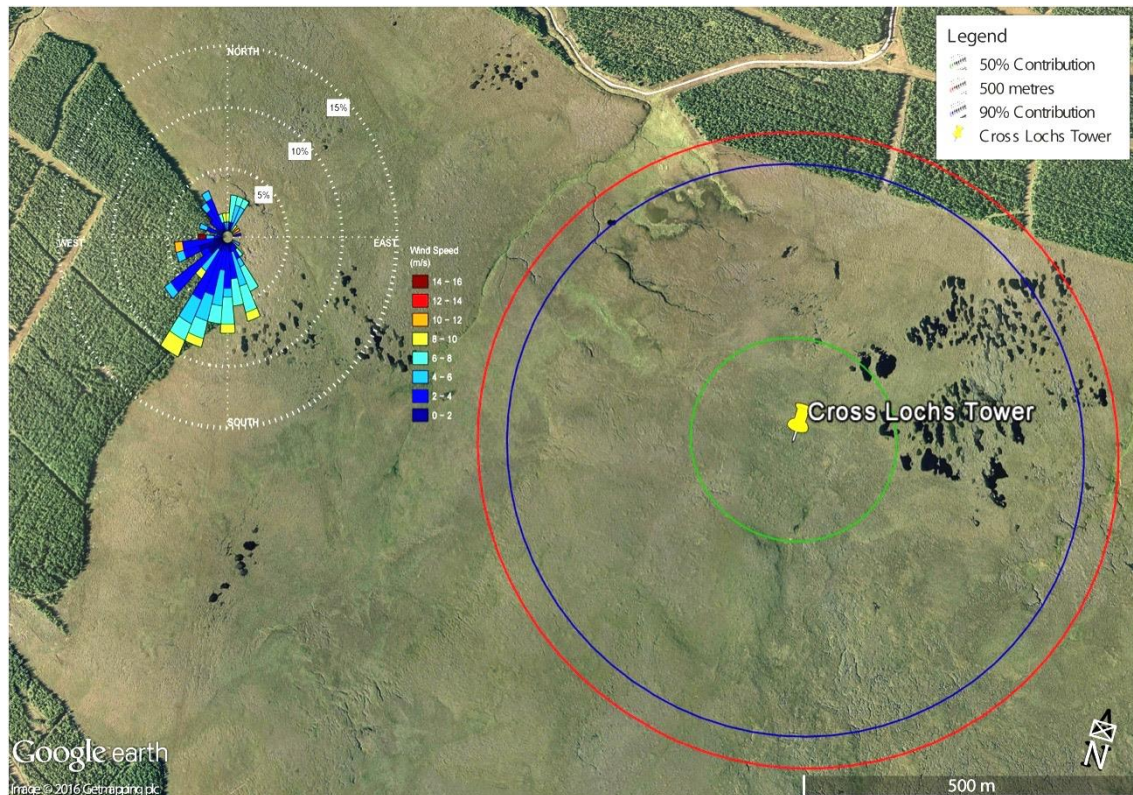 NORTH
15%
10%
5%
WEST
EAST
SOUTH
Wind Speed
(m/s)
14 - 16
12 - 14
10 - 12
8 - 10
6 - 8
4 - 6
2 - 4
0 - 2
Legend
50% Contribution
500 metres
90% Contribution
Cross Lochs Tower
Cross Lochs Tower
Google earth
Image © 2016 Getmapping plc
N
500 m